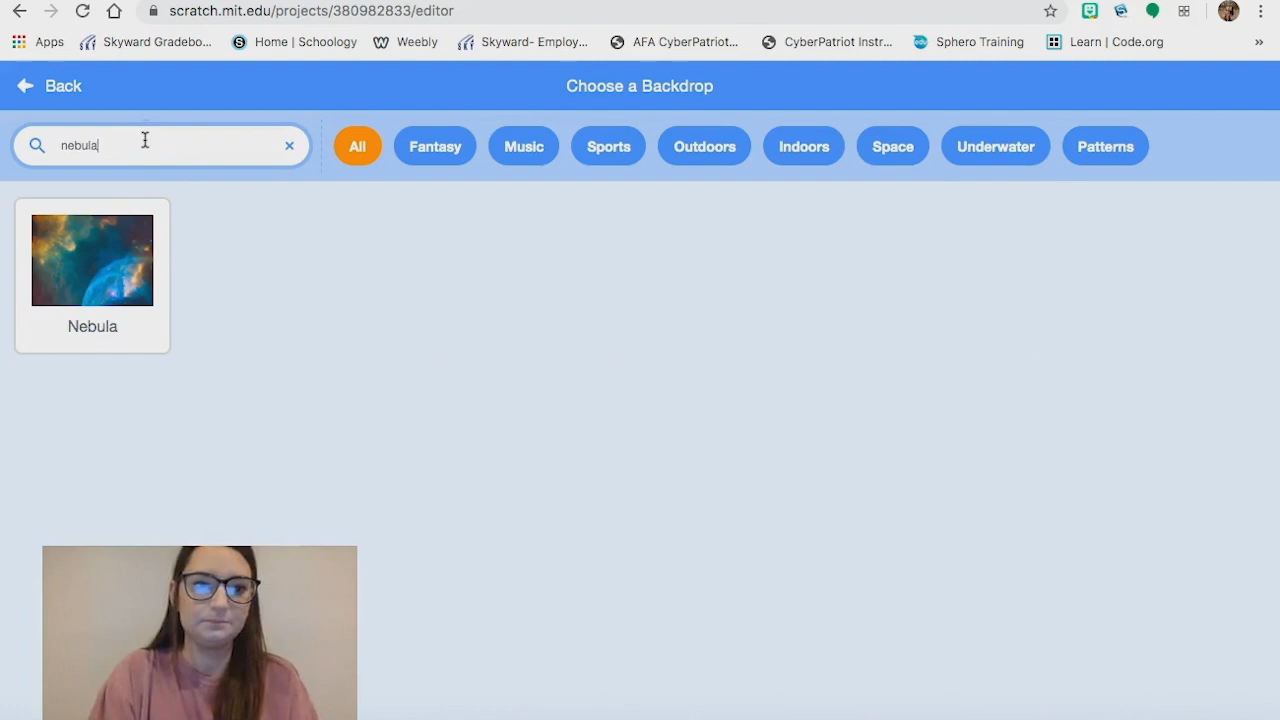 scratch.mit.edu/projects/380982833/editor
Apps Skyward Gradebo... Home | Schoology Weebly Skyward- Employ... AFA CyberPatriot... CyberPatriot Instr... Sphero Training Learn | Code.org »
Back Choose a Backdrop
nebula All Fantasy Music Sports Outdoors Indoors Space Underwater Patterns
Nebula